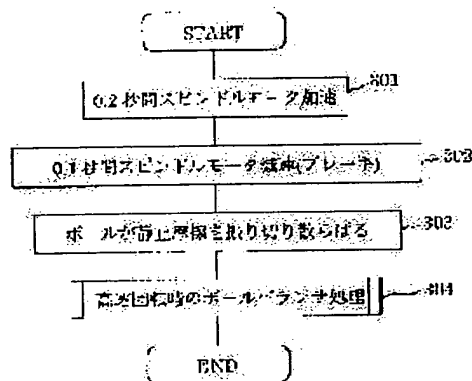 START
0.2秒間スピンドルモータ加速
801
0.1秒間スピンドルモータ減速(ブレーキ)
802
ボールが静止摩擦を振り切り散らばる
803
高速回転時のボールバランサ処理
804
END